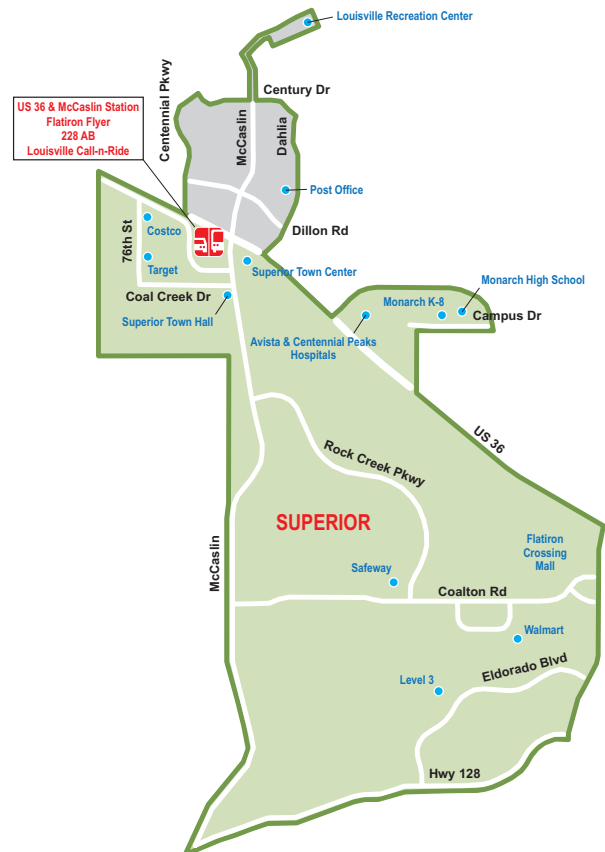 Louisville Recreation Center
Century Dr
Centennial Pkwy
McCaslin
Dahlia
US 36 & McCaslin Station
Flatiron Flyer
228 AB
Louisville Call-n-Ride
Post Office
Dillon Rd
76th St
Costco
Target
Superior Town Center
Coal Creek Dr
Superior Town Hall
Monarch High School
Monarch K-8
Campus Dr
Avista & Centennial Peaks
Hospitals
US 36
Rock Creek Pkwy
SUPERIOR
McCaslin
Flatiron
Crossing
Mall
Safeway
Coalton Rd
Walmart
Eldorado Blvd
Level 3
Hwy 128